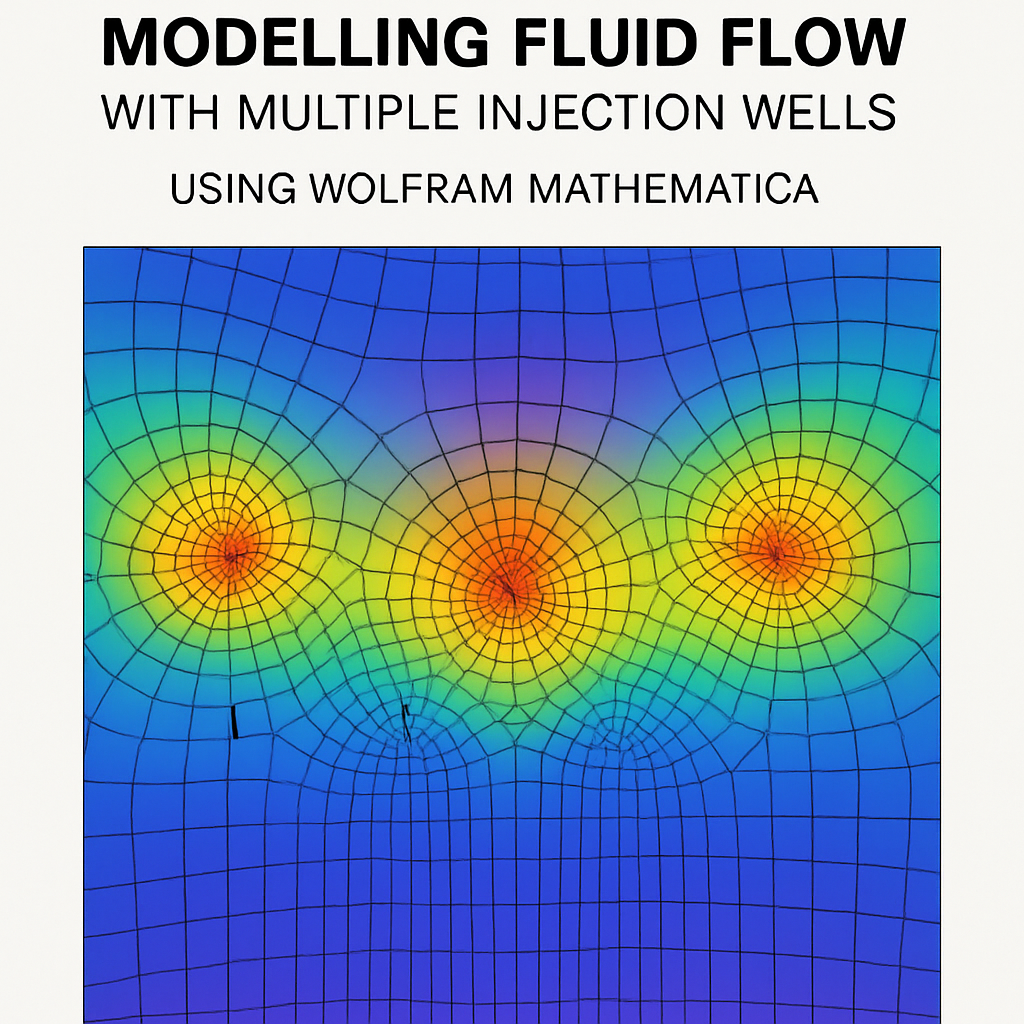 MODELLING FLUID FLOW
WITH MULTIPLE INJECTION WELLS
USING WOLFRAM MATHEMATICA